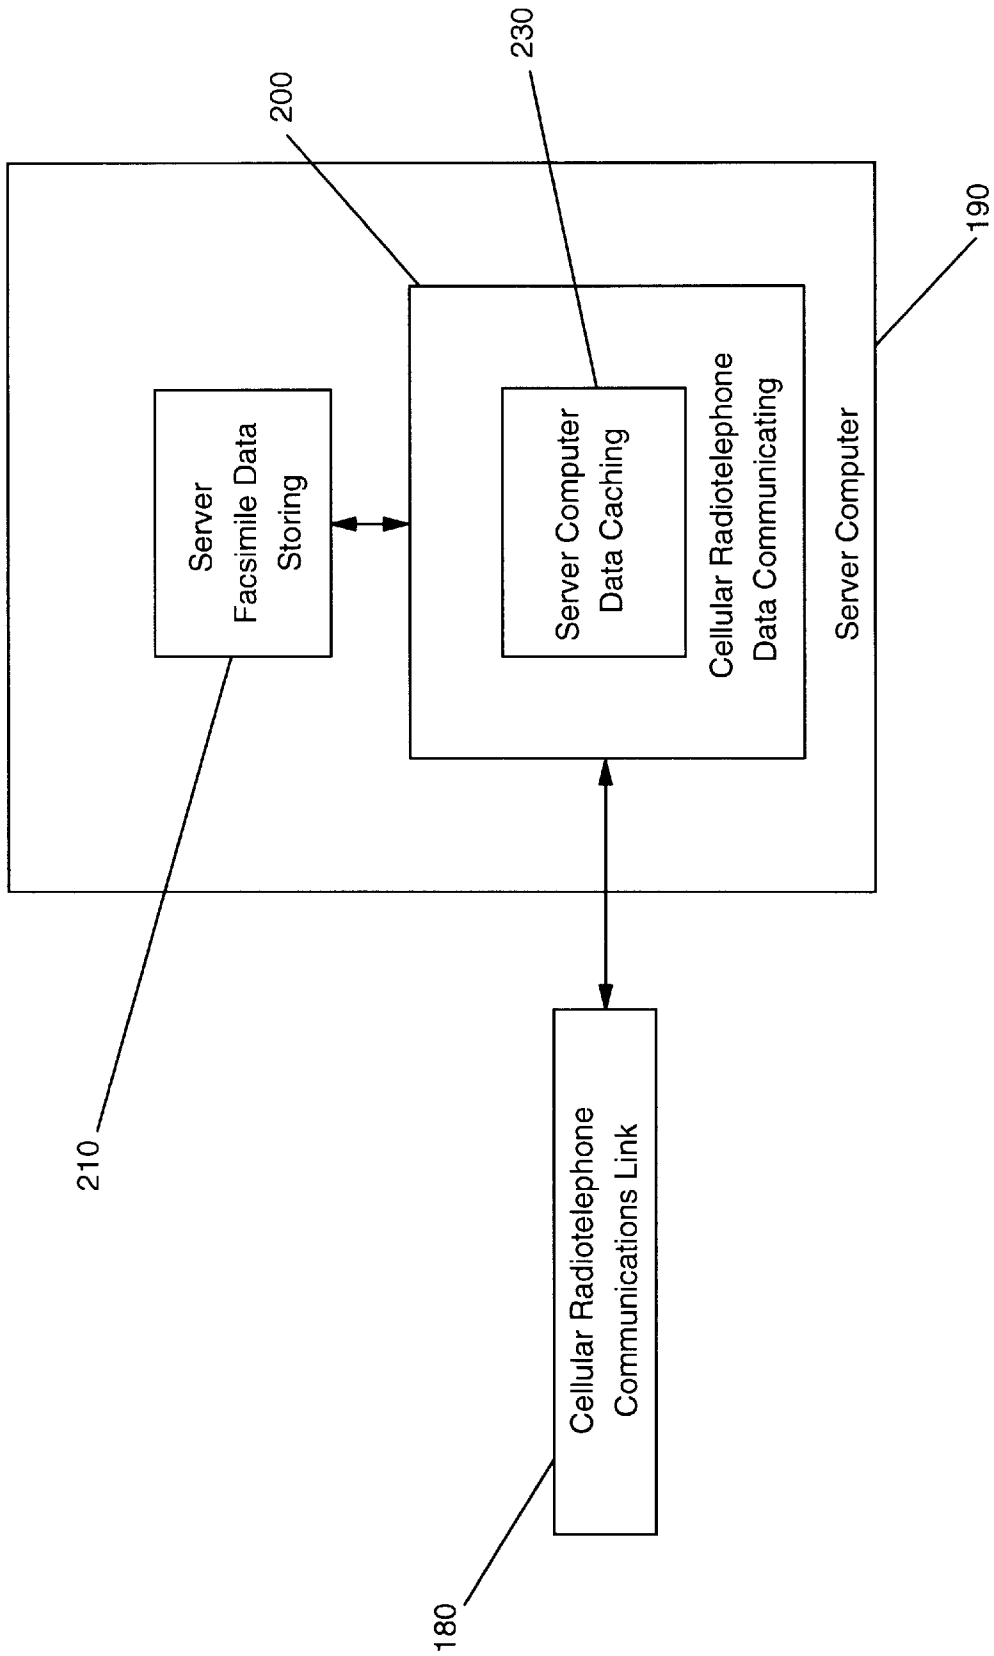 210
200
230
Server
Facsimile Data
Storing
Server Computer
Data Caching
Cellular Radiotelephone
Data Communicating
Server Computer
190
180
Cellular Radiotelephone
Communications Link